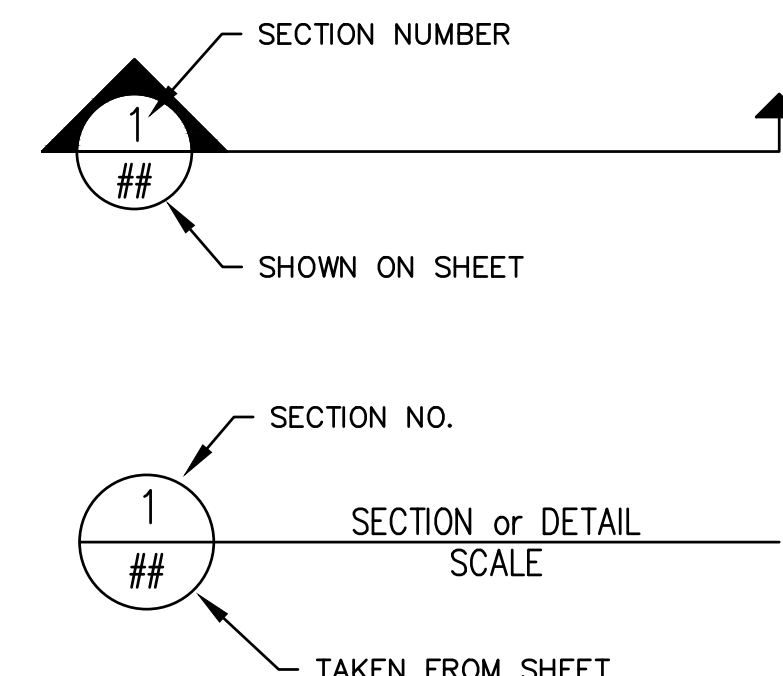 SECTION NUMBER
1
##
SHOWN ON SHEET
SECTION NO.
1
##
SECTION or DETAIL
SCALE
TAKEN FROM SHEET